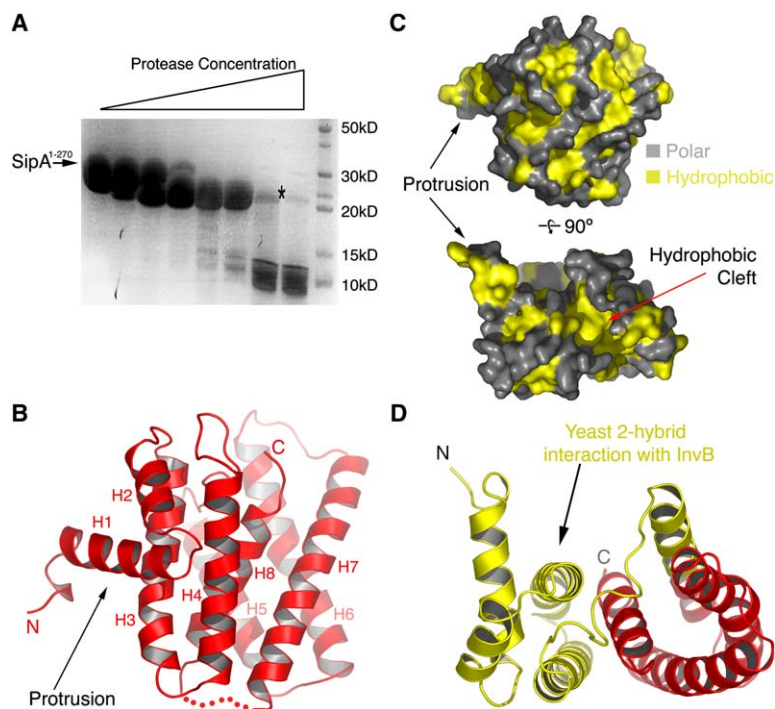 A
Protease Concentration
SipA1-270
50kD
30kD
20kD
15kD
10kD
*
C
Protrusion
Polar
Hydrophobic
90º
Hydrophobic
Cleft
B
C
H2
H1
H7
H8
H4
H5
H6
H3
N
Protrusion
D
Yeast 2-hybrid
interaction with InvB
N
C